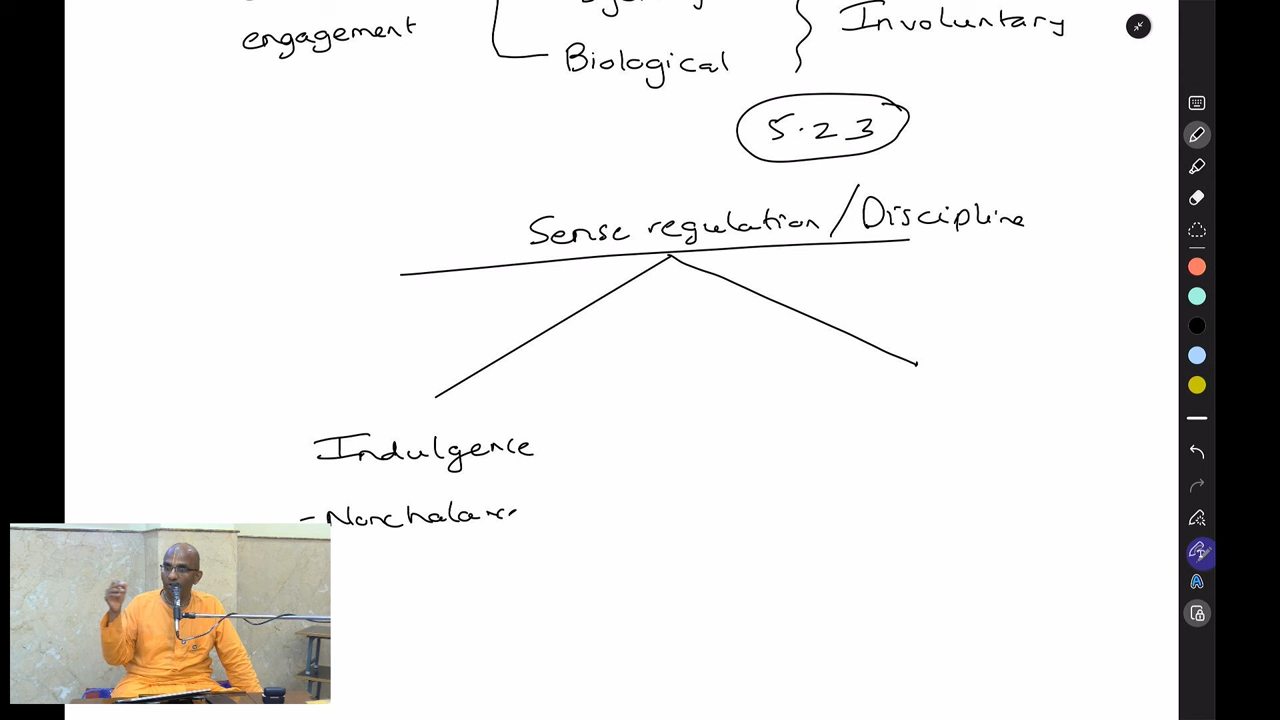 engagement
Biological
Involuntary
5.23
Sense regulation/Discipline
Indulgence
- Nonchalance